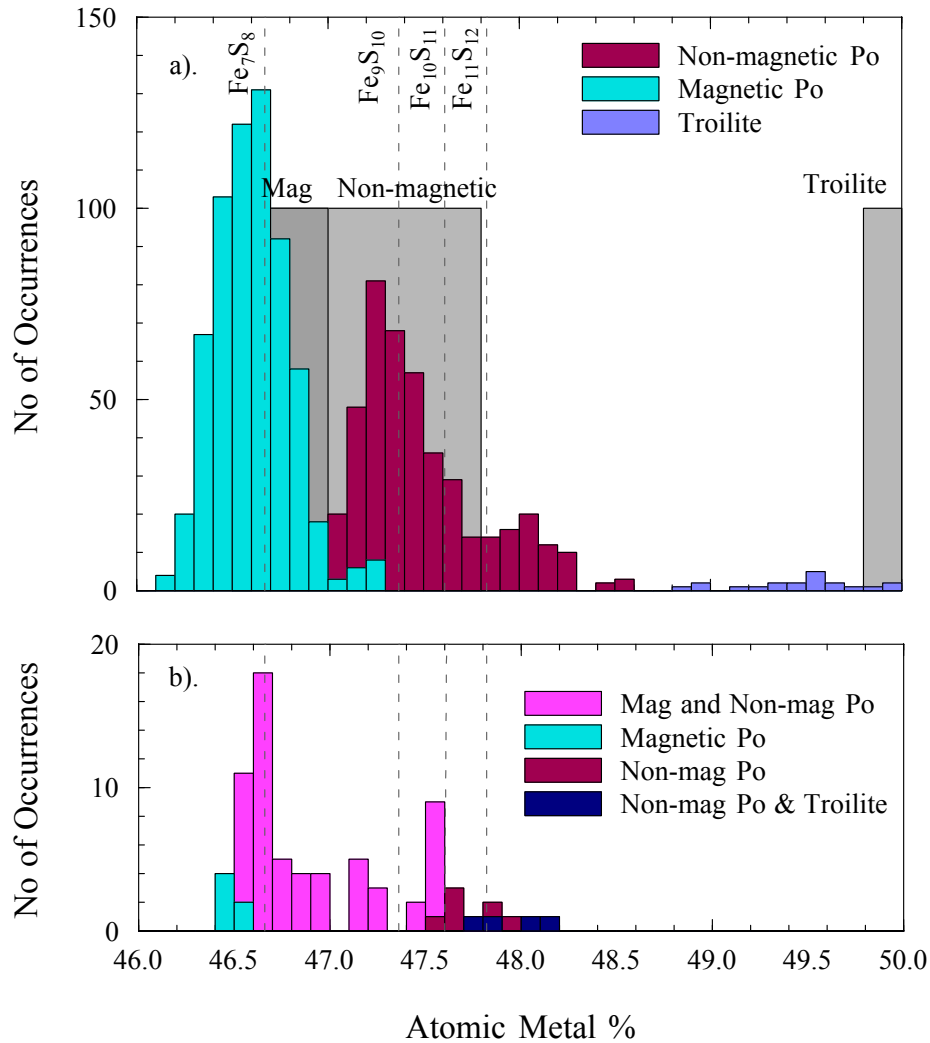 150
a).
Fe7S8
Fe9S10
Fe10S11
Fe11S12
Non-magnetic Po
Magnetic Po
Troilite
Mag
Non-magnetic
Troilite
100
50
0
No of Occurrences
20
b).
Mag and Non-mag Po
Magnetic Po
Non-mag Po
Non-mag Po & Troilite
10
0
No of Occurrences
46.0 46.5 47.0 47.5 48.0 48.5 49.0 49.5 50.0
Atomic Metal %